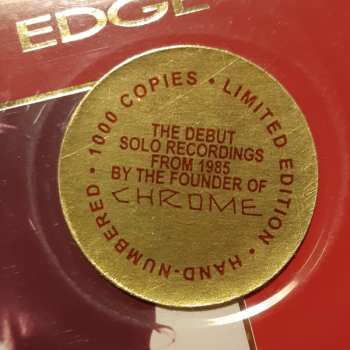 EDGE
1000 COPIES • LIMITED EDITION • HAND-NUMBERED •
THE DEBUT
SOLO RECORDINGS
FROM 1985
BY THE FOUNDER OF
CHROME